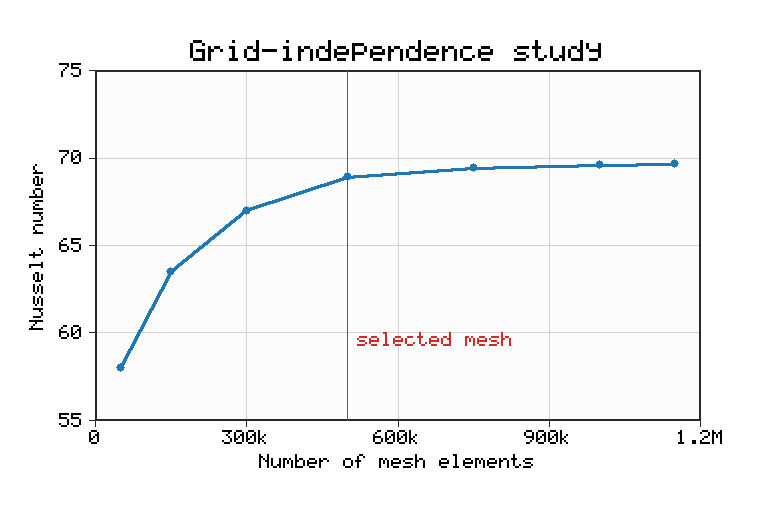 Grid-independence study
75
70
65
60
55
Nusselt number
selected mesh
0 300k 600k 900k 1.2M
Number of mesh elements